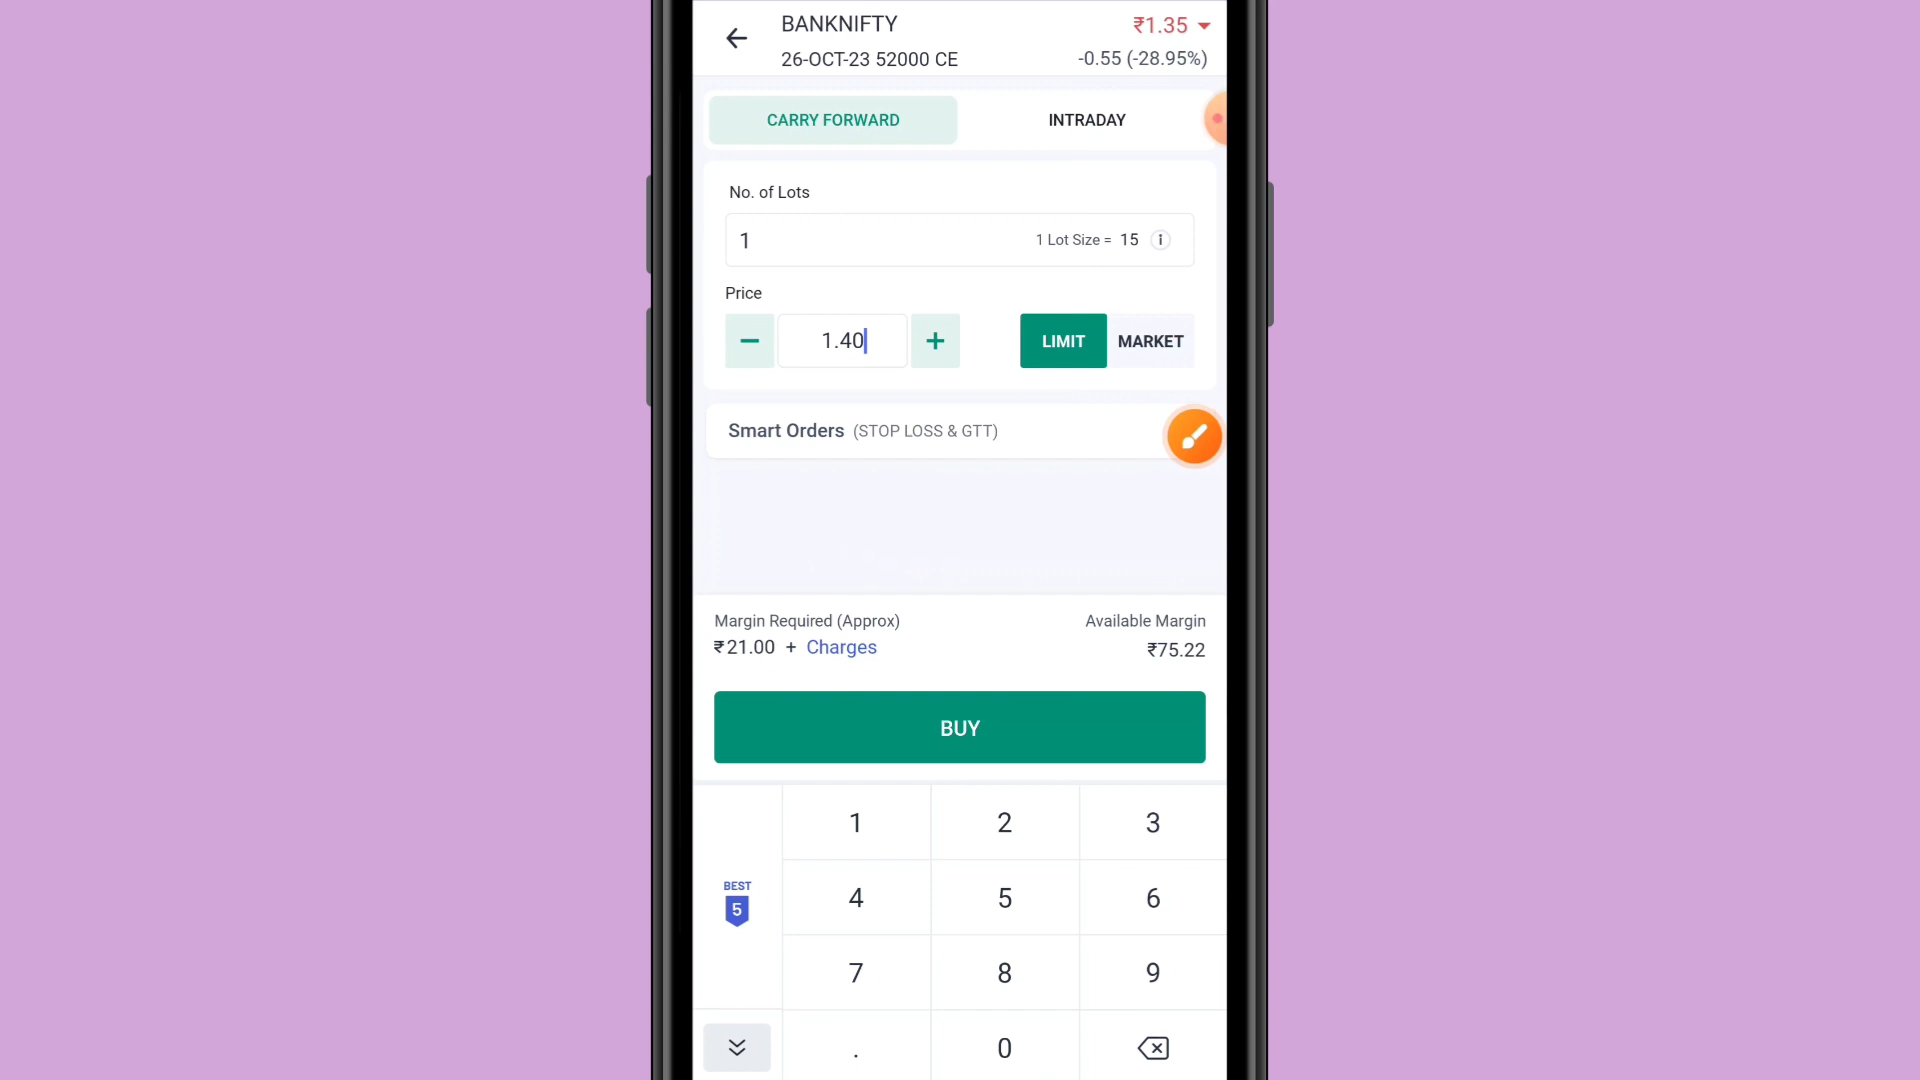 BANKNIFTY
₹1.35
26-OCT-23 52000 CE
-0.55 (-28.95%)
CARRY FORWARD
INTRADAY
No. of Lots
1
1 Lot Size = 15
Price
− 1.40 +
LIMIT
MARKET
Smart Orders (STOP LOSS & GTT)
Margin Required (Approx)
Available Margin
₹21.00 + Charges
₹75.22
BUY
1 2 3
BEST
5
4 5 6
7 8 9
. 0